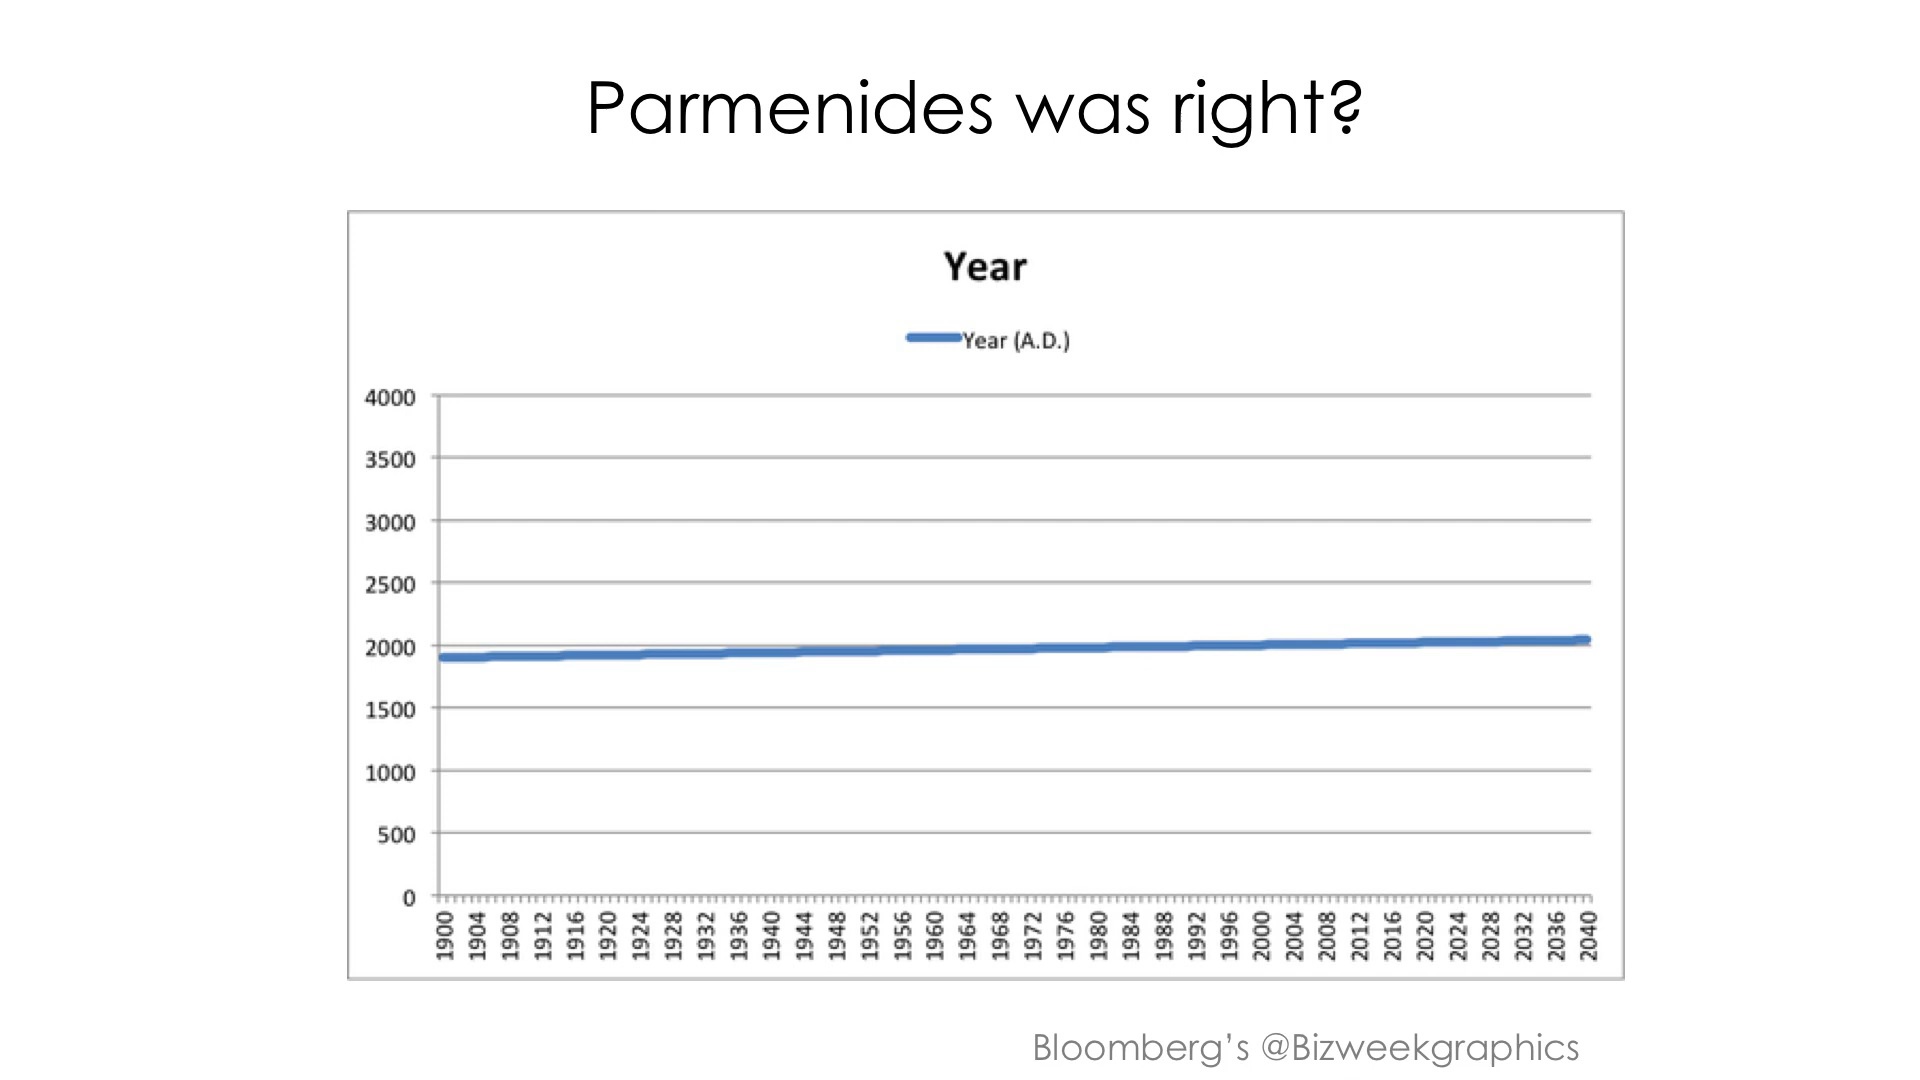 Parmenides was right?
Year
Year (A.D.)
4000
3500
3000
2500
2000
1500
1000
500
0
1900 1904 1908 1912 1916 1920 1924 1928 1932 1936 1940 1944 1948 1952 1956 1960 1964 1968 1972 1976 1980 1984 1988 1992 1996 2000 2004 2008 2012 2016 2020 2024 2028 2032 2036 2040
Bloomberg’s @Bizweekgraphics